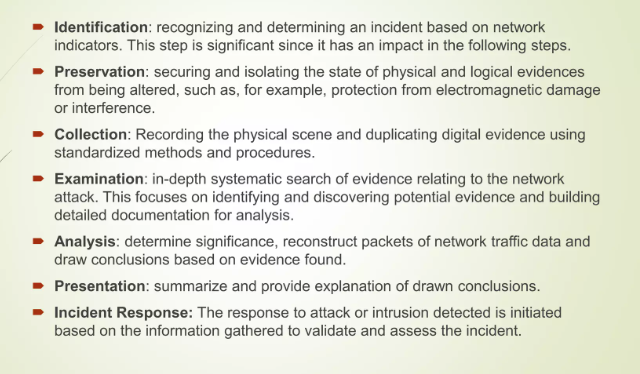 Identification: recognizing and determining an incident based on network
indicators. This step is significant since it has an impact in the following steps.
Preservation: securing and isolating the state of physical and logical evidences
from being altered, such as, for example, protection from electromagnetic damage
or interference.
Collection: Recording the physical scene and duplicating digital evidence using
standardized methods and procedures.
Examination: in-depth systematic search of evidence relating to the network
attack. This focuses on identifying and discovering potential evidence and building
detailed documentation for analysis.
Analysis: determine significance, reconstruct packets of network traffic data and
draw conclusions based on evidence found.
Presentation: summarize and provide explanation of drawn conclusions.
Incident Response: The response to attack or intrusion detected is initiated
based on the information gathered to validate and assess the incident.